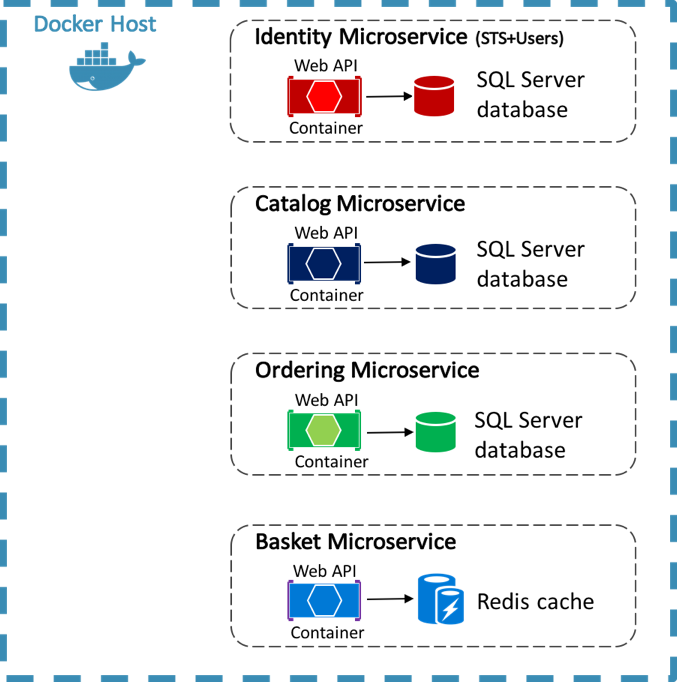 Docker Host
Identity Microservice (STS+Users)
Web API
Container
SQL Server
database
Catalog Microservice
Web API
Container
SQL Server
database
Ordering Microservice
Web API
Container
SQL Server
database
Basket Microservice
Web API
Container
Redis cache